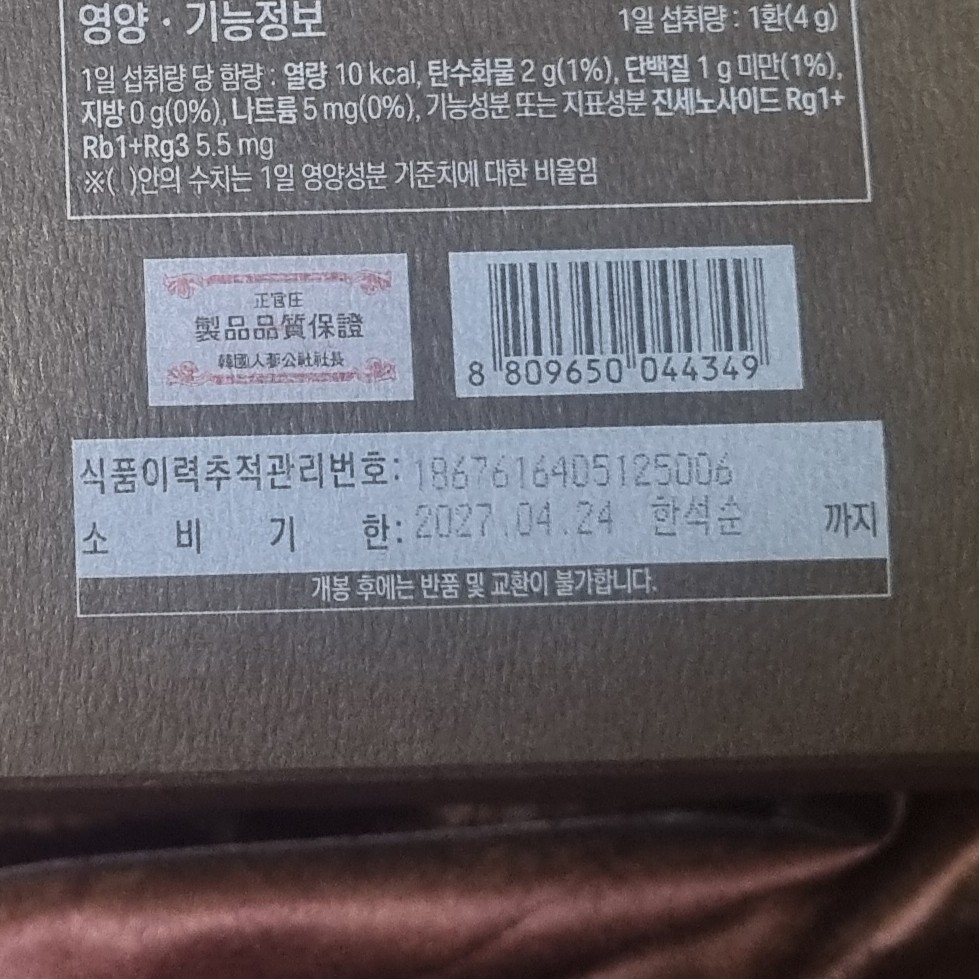 영양·기능정보
1일 섭취량 : 1환(4 g)
1일 섭취량 당 함량 : 열량 10 kcal, 탄수화물 2 g(1%), 단백질 1 g 미만(1%),
지방 0 g(0%), 나트륨 5 mg(0%), 기능성분 또는 지표성분 진세노사이드 Rg1+
Rb1+Rg3 5.5 mg
※( )안의 수치는 1일 영양성분 기준치에 대한 비율임
正官庄
製品品質保證
韓國人蔘公社社長
8 809650 044349
식품이력추적관리번호: 1867616405125006
소 비 기 한: 2027.04.24 한석순 까지
개봉 후에는 반품 및 교환이 불가합니다.